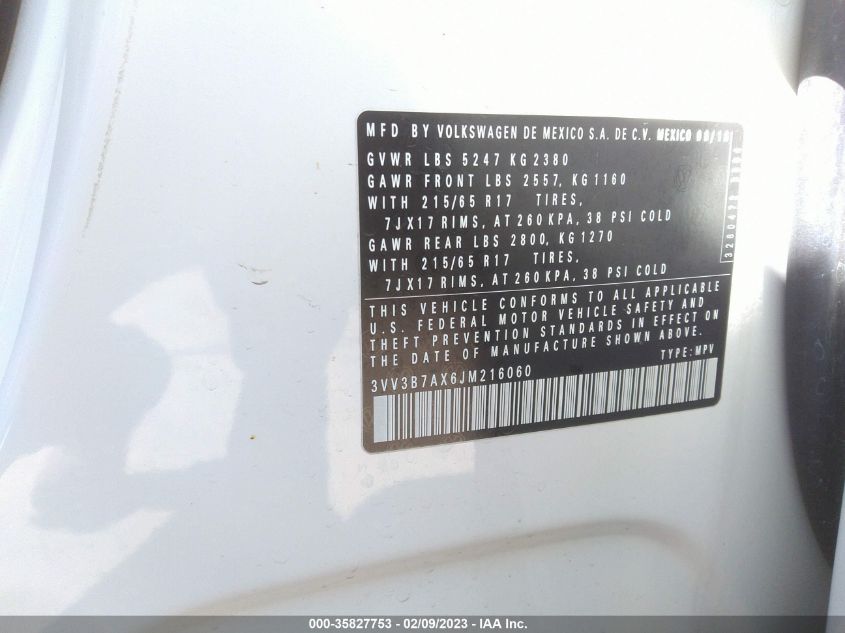 MFD BY VOLKSWAGEN DE MEXICO S.A. DE C.V. MEXICO
GVWR LBS 5247 KG 2380
GAWR FRONT LBS 2557, KG 1160
WITH 215/65 R17 TIRES,
7JX17 RIMS, AT 260 KPA, 38 PSI COLD
GAWR REAR LBS 2800, KG 1270
WITH 215/65 R17 TIRES,
7JX17 RIMS, AT 260 KPA, 38 PSI COLD
THIS VEHICLE CONFORMS TO ALL APPLICABLE
U.S. FEDERAL MOTOR VEHICLE SAFETY AND
THEFT PREVENTION STANDARDS IN EFFECT ON
THE DATE OF MANUFACTURE SHOWN ABOVE.
TYPE: MPV
3VV3B7AX6JM216060
000-35827753 - 02/09/2023 - IAA Inc.